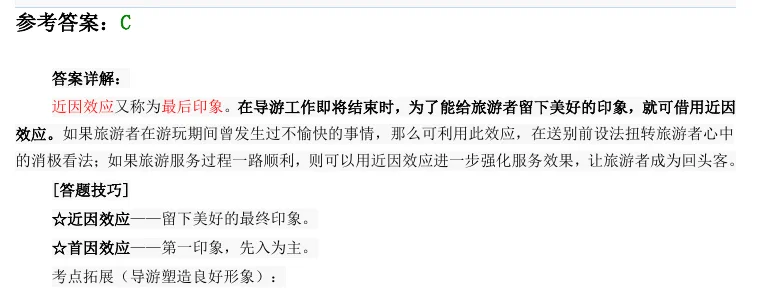 参考答案：C
答案详解：
近因效应又称为最后印象。在导游工作即将结束时，为了能给旅游者留下美好的印象，就可借用近因
效应。如果旅游者在游玩期间曾发生过不愉快的事情，那么可利用此效应，在送别前设法扭转旅游者心中
的消极看法；如果旅游服务过程一路顺利，则可以用近因效应进一步强化服务效果，让旅游者成为回头客。
[答题技巧]
☆近因效应——留下美好的最终印象。
☆首因效应——第一印象，先入为主。
考点拓展（导游塑造良好形象）：